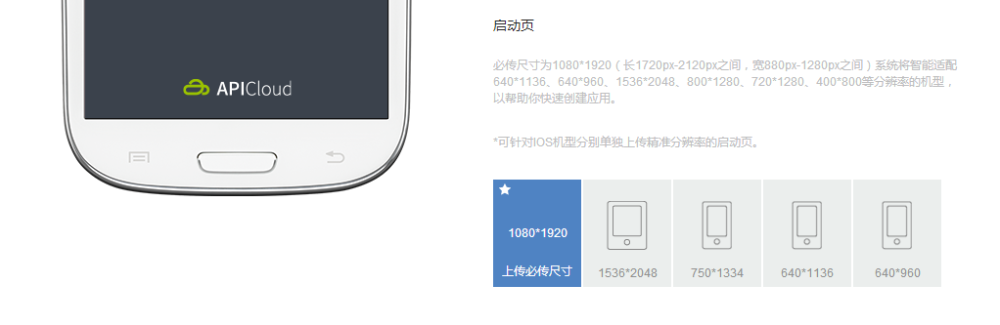 启动页
必传尺寸为1080*1920（长1720px-2120px之间，宽880px-1280px之间）系统将智能适配
640*1136、640*960、1536*2048、800*1280、720*1280、400*800等分辨率的机型，
以帮助你快速创建应用。
APICloud
*可针对IOS机型分别单独上传精准分辨率的启动页。
1080*1920
上传必传尺寸
1536*2048
750*1334
640*1136
640*960